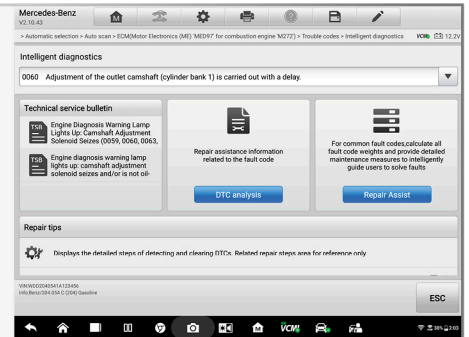 Mercedes-Benz
V2.10.43
> Automatic selection > Auto scan > ECM(Motor Electronics (ME) 'MED97' for combustion engine 'M272') > Trouble codes > Intelligent diagnostics
VCMI 12.2V
Intelligent diagnostics
0060 Adjustment of the outlet camshaft (cylinder bank 1) is carried out with a delay.
Technical service bulletin
TSB
Engine Diagnosis Warning Lamp
Lights Up: Camshaft Adjustment
Solenoid Seizes (0059, 0060, 0063,
TSB
Engine diagnosis warning lamp
lights up: camshaft adjustment
solenoid seizes and/or is not oil-
Repair assistance information
related to the fault code
DTC analysis
For common fault codes,calculate all
fault code weights and provide detailed
maintenance measures to intelligently
guide users to solve faults
Repair Assist
Repair tips
Displays the detailed steps of detecting and clearing DTCs. Related repair steps area for reference only.
VIN:WDD2040541A123456
Info:Benz/204.054 C (204) Gasoline
ESC
VCMI
38% 2:03